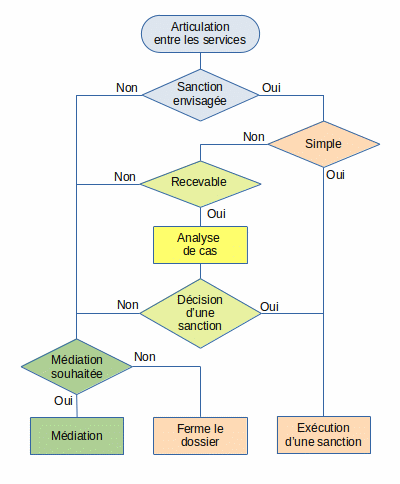 Articulation
entre les services
Non
Sanction
envisagée
Oui
Non
Simple
Non
Recevable
Oui
Oui
Analyse
de cas
Non
Décision
d'une
sanction
Oui
Médiation
souhaitée
Non
Oui
Médiation
Ferme le
dossier
Exécution
d'une sanction